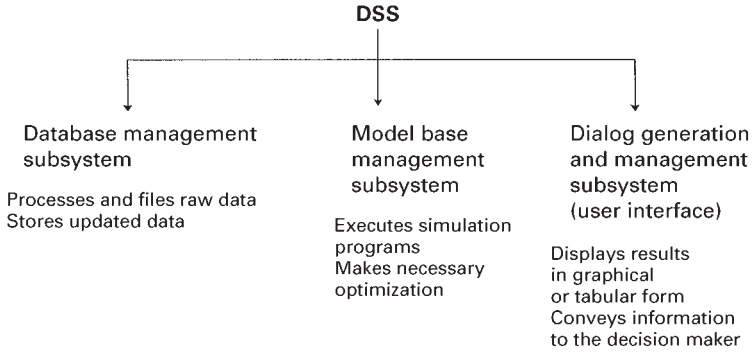 DSS
Database management
subsystem
Processes and files raw data
Stores updated data
Model base
management
subsystem
Executes simulation
programs
Makes necessary
optimization
Dialog generation
and management
subsystem
(user interface)
Displays results
in graphical
or tabular form
Conveys information
to the decision maker